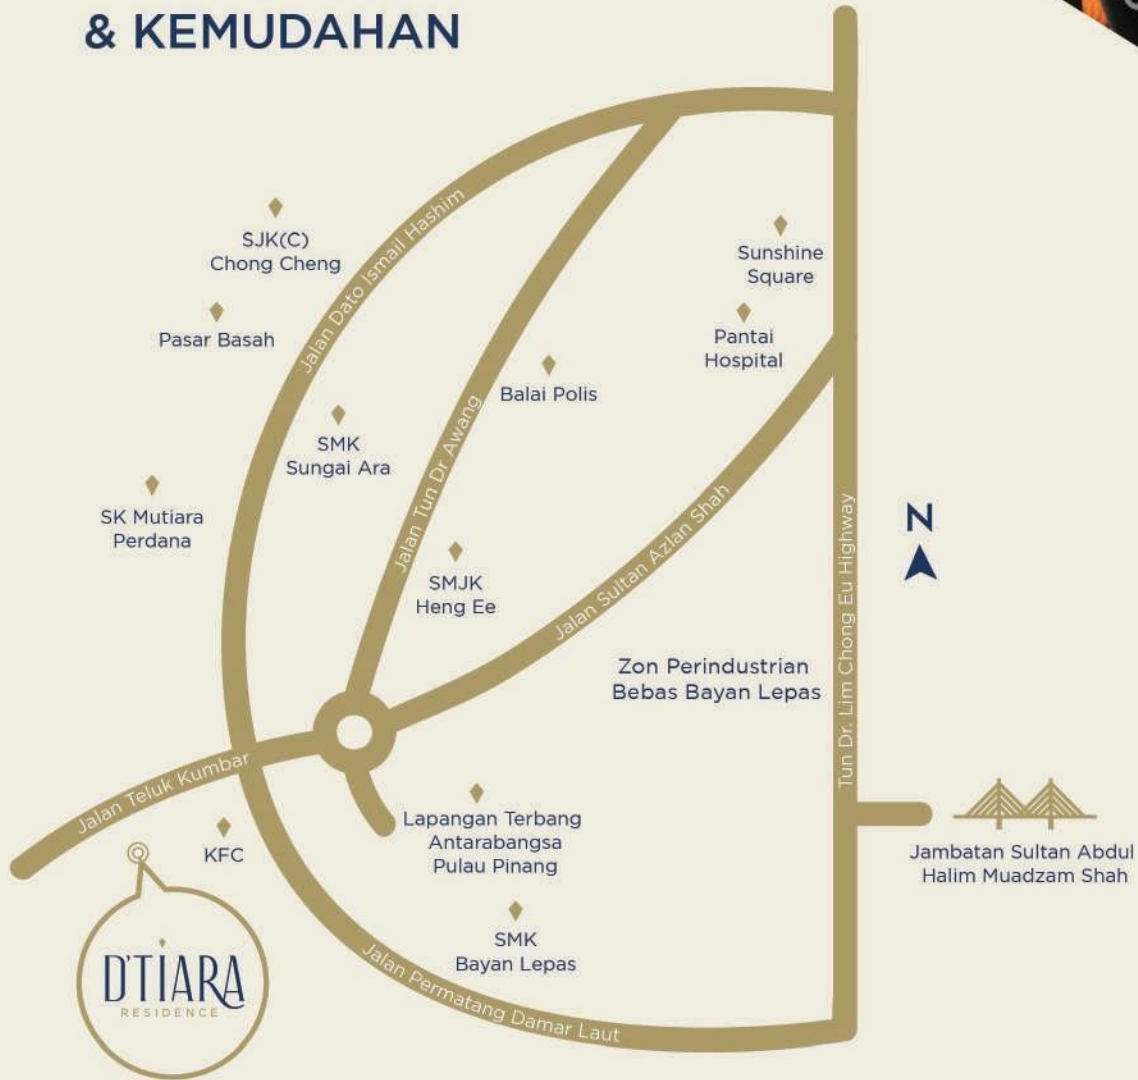 & KEMUDAHAN
Jalan Dato Ismail Hashim
SJK(C)
Chong Cheng
Sunshine
Square
Pasar Basah
Pantai
Hospital
Balai Polis
SMK
Sungai Ara
Jalan Tun Dr Awang
SK Mutiara
Perdana
Jalan Sultan Azlan Shah
Tun Dr. Lim Chong Eu Highway
N
SMJK
Heng Ee
Zon Perindustrian
Bebas Bayan Lepas
Jalan Teluk Kumbar
KFC
Lapangan Terbang
Antarabangsa
Pulau Pinang
Jambatan Sultan Abdul
Halim Muadzam Shah
SMK
Bayan Lepas
Jalan Permatang Damar Laut
D'TIARA
RESIDENCE